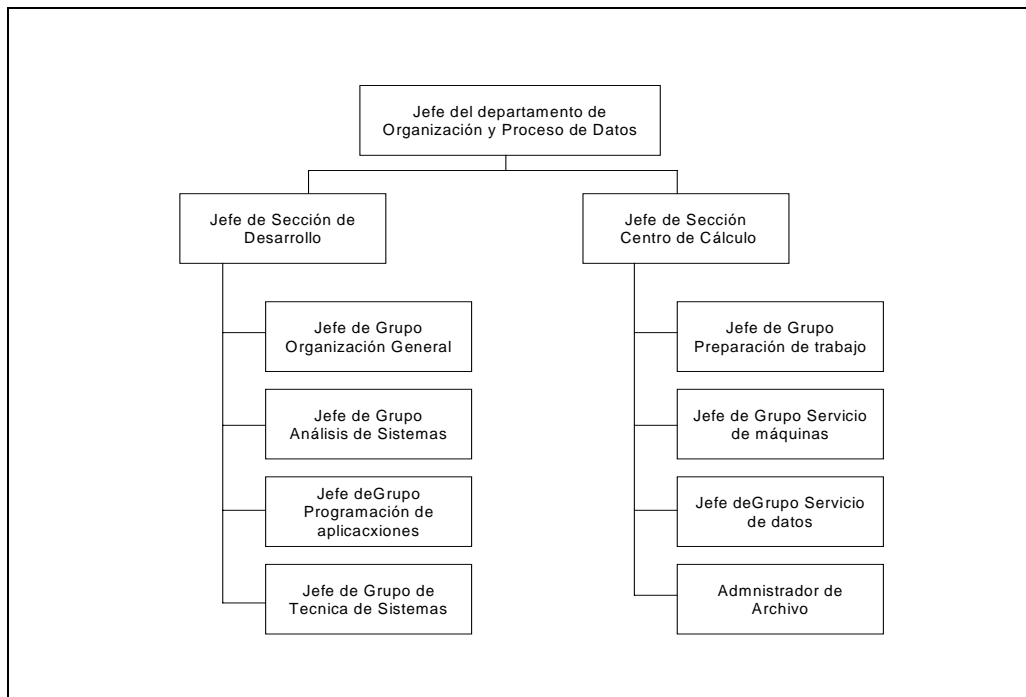 Jefe del departamento de
Organización y Proceso de Datos
Jefe de Sección de
Desarrollo
Jefe de Sección
Centro de Cálculo
Jefe de Grupo
Organización General
Jefe de Grupo
Análisis de Sistemas
Jefe deGrupo
Programación de
aplicacxiones
Jefe de Grupo de
Tecnica de Sistemas
Jefe de Grupo
Preparación de trabajo
Jefe de Grupo Servicio
de máquinas
Jefe deGrupo Servicio
de datos
Admnistrador de
Archivo